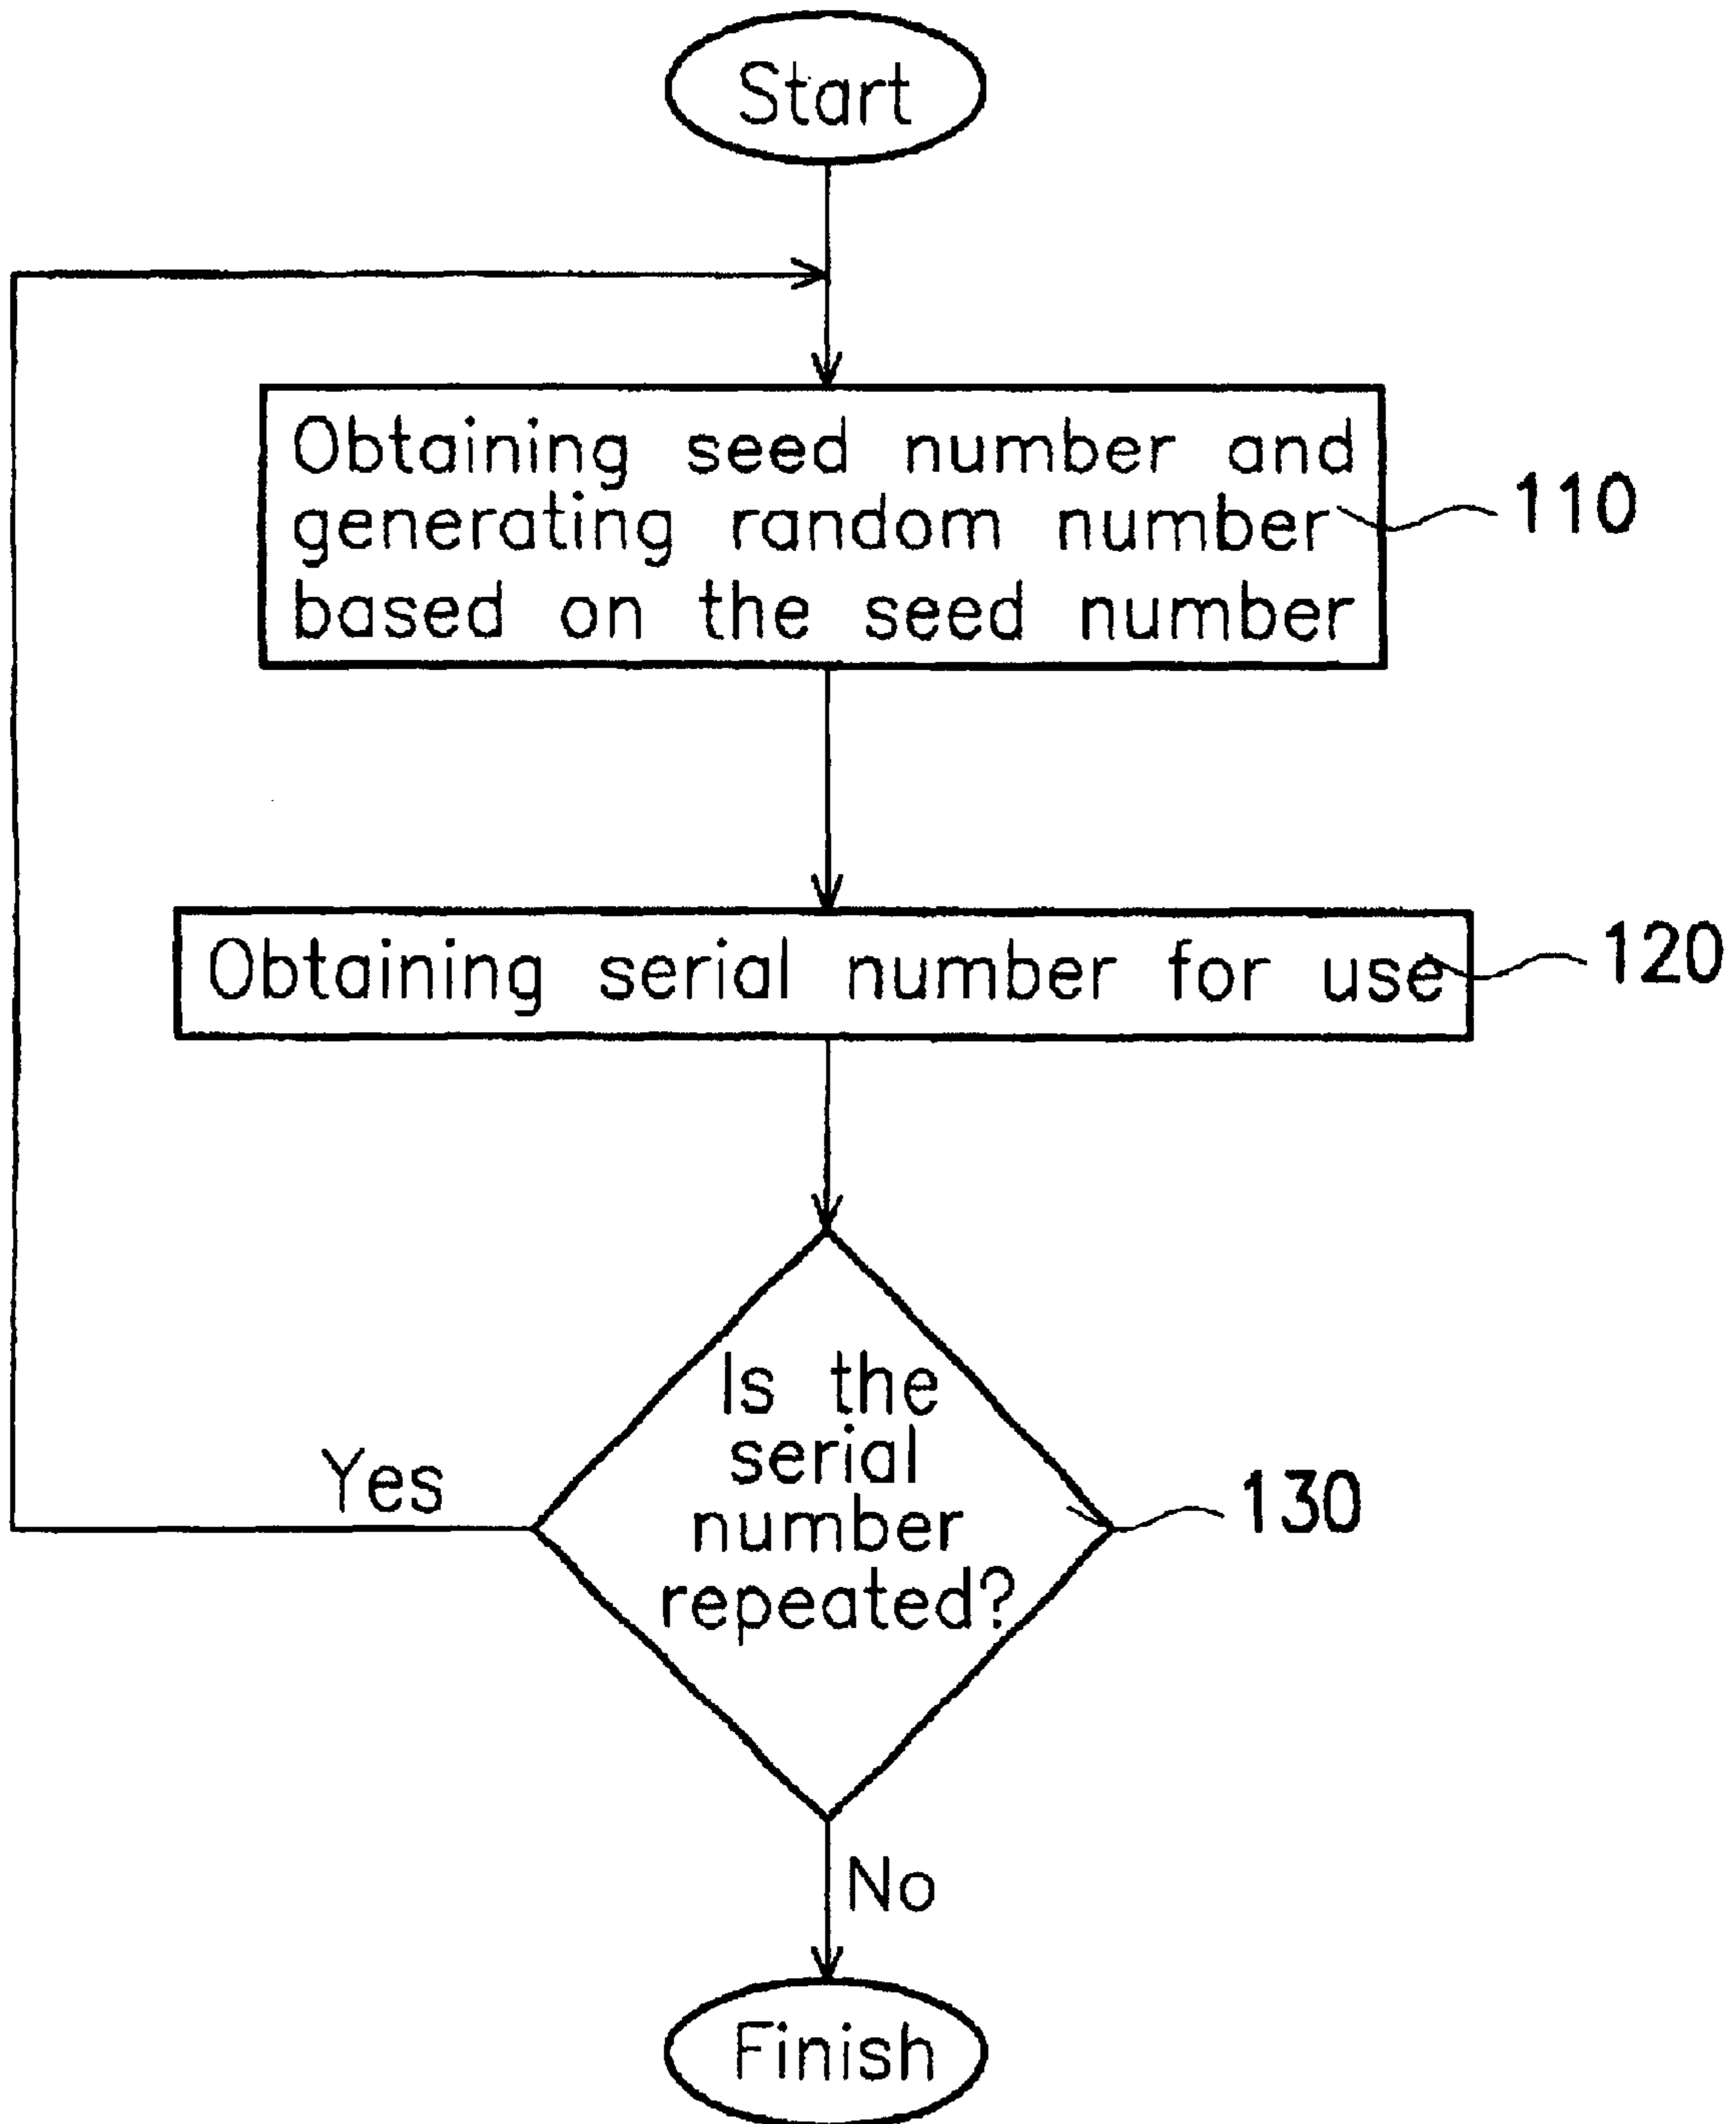 Start
Obtaining seed number and
generating random number
based on the seed number
110
Obtaining serial number for use
120
Is the
serial
number
repeated?
130
Yes
No
Finish